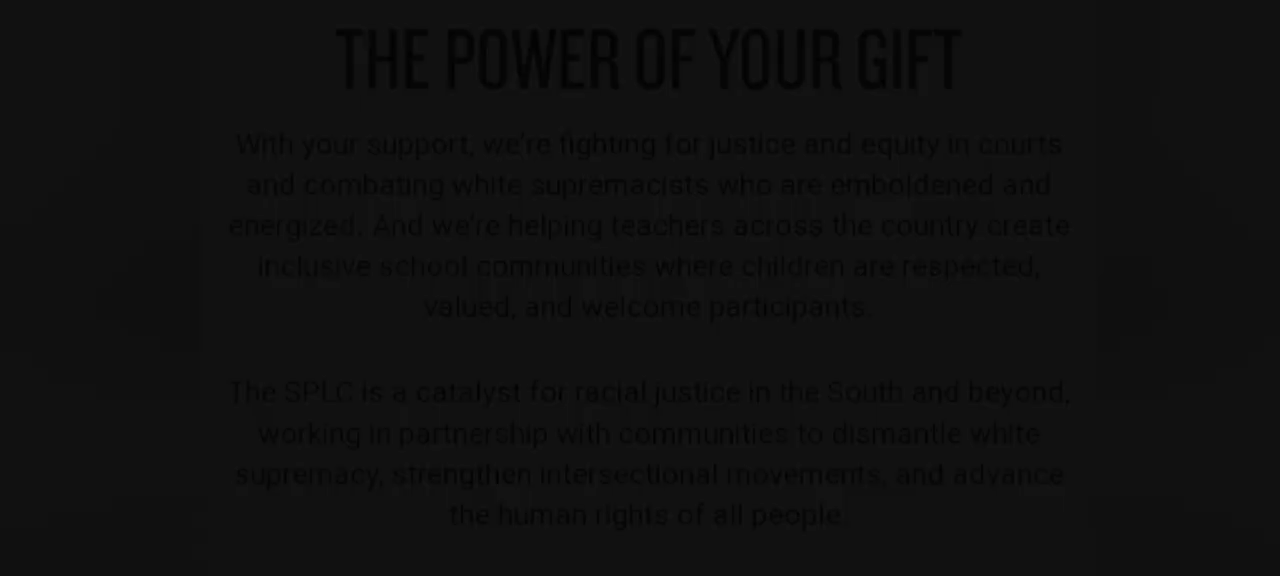 THE POWER OF YOUR GIFT
With your support, we're fighting for justice and equity in courts
and combating white supremacists who are emboldened and
energized. And we're helping teachers across the country create
inclusive school communities where children are respected,
valued, and welcome participants.
The SPLC is a catalyst for racial justice in the South and beyond,
working in partnership with communities to dismantle white
supremacy, strengthen intersectional movements, and advance
the human rights of all people.